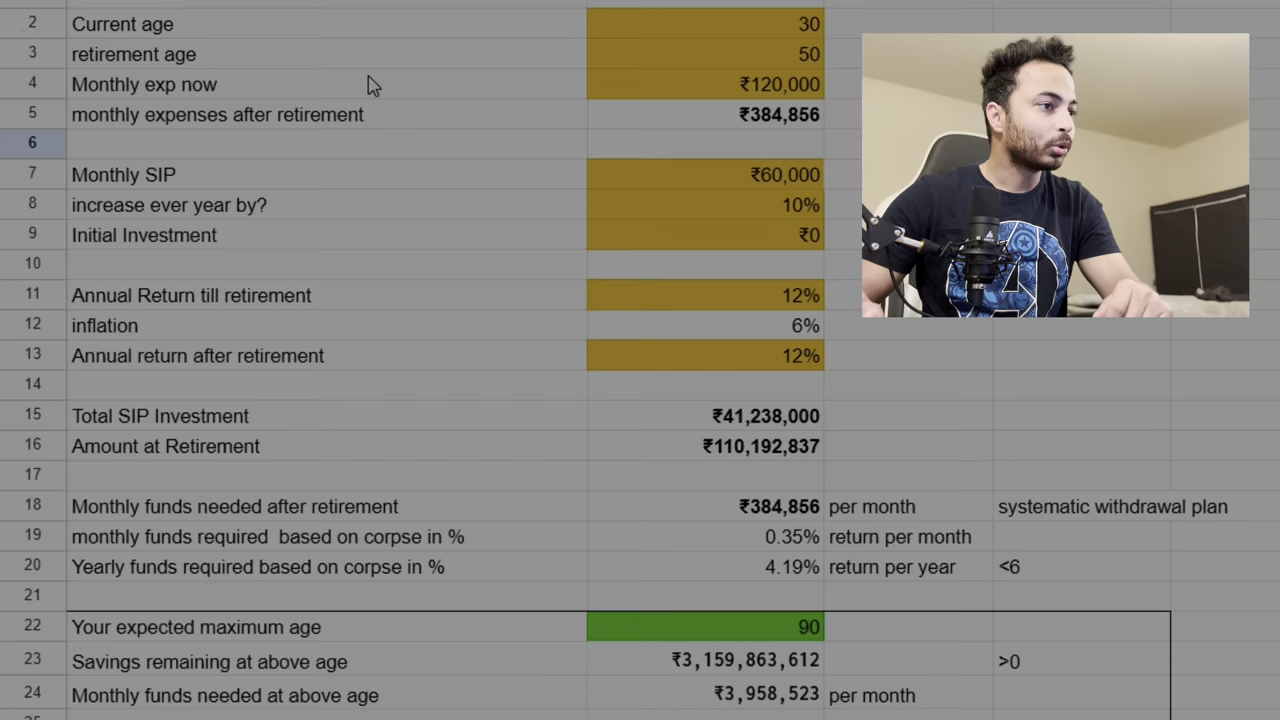 2 Current age 30
3 retirement age 50
4 Monthly exp now ₹120,000
5 monthly expenses after retirement ₹384,856
6
7 Monthly SIP ₹60,000
8 increase ever year by? 10%
9 Initial Investment ₹0
10
11 Annual Return till retirement 12%
12 inflation 6%
13 Annual return after retirement 12%
14
15 Total SIP Investment ₹41,238,000
16 Amount at Retirement ₹110,192,837
17
18 Monthly funds needed after retirement ₹384,856 per month systematic withdrawal plan
19 monthly funds required based on corpse in % 0.35% return per month
20 Yearly funds required based on corpse in % 4.19% return per year <6
21
22 Your expected maximum age 90
23 Savings remaining at above age ₹3,159,863,612 >0
24 Monthly funds needed at above age ₹3,958,523 per month